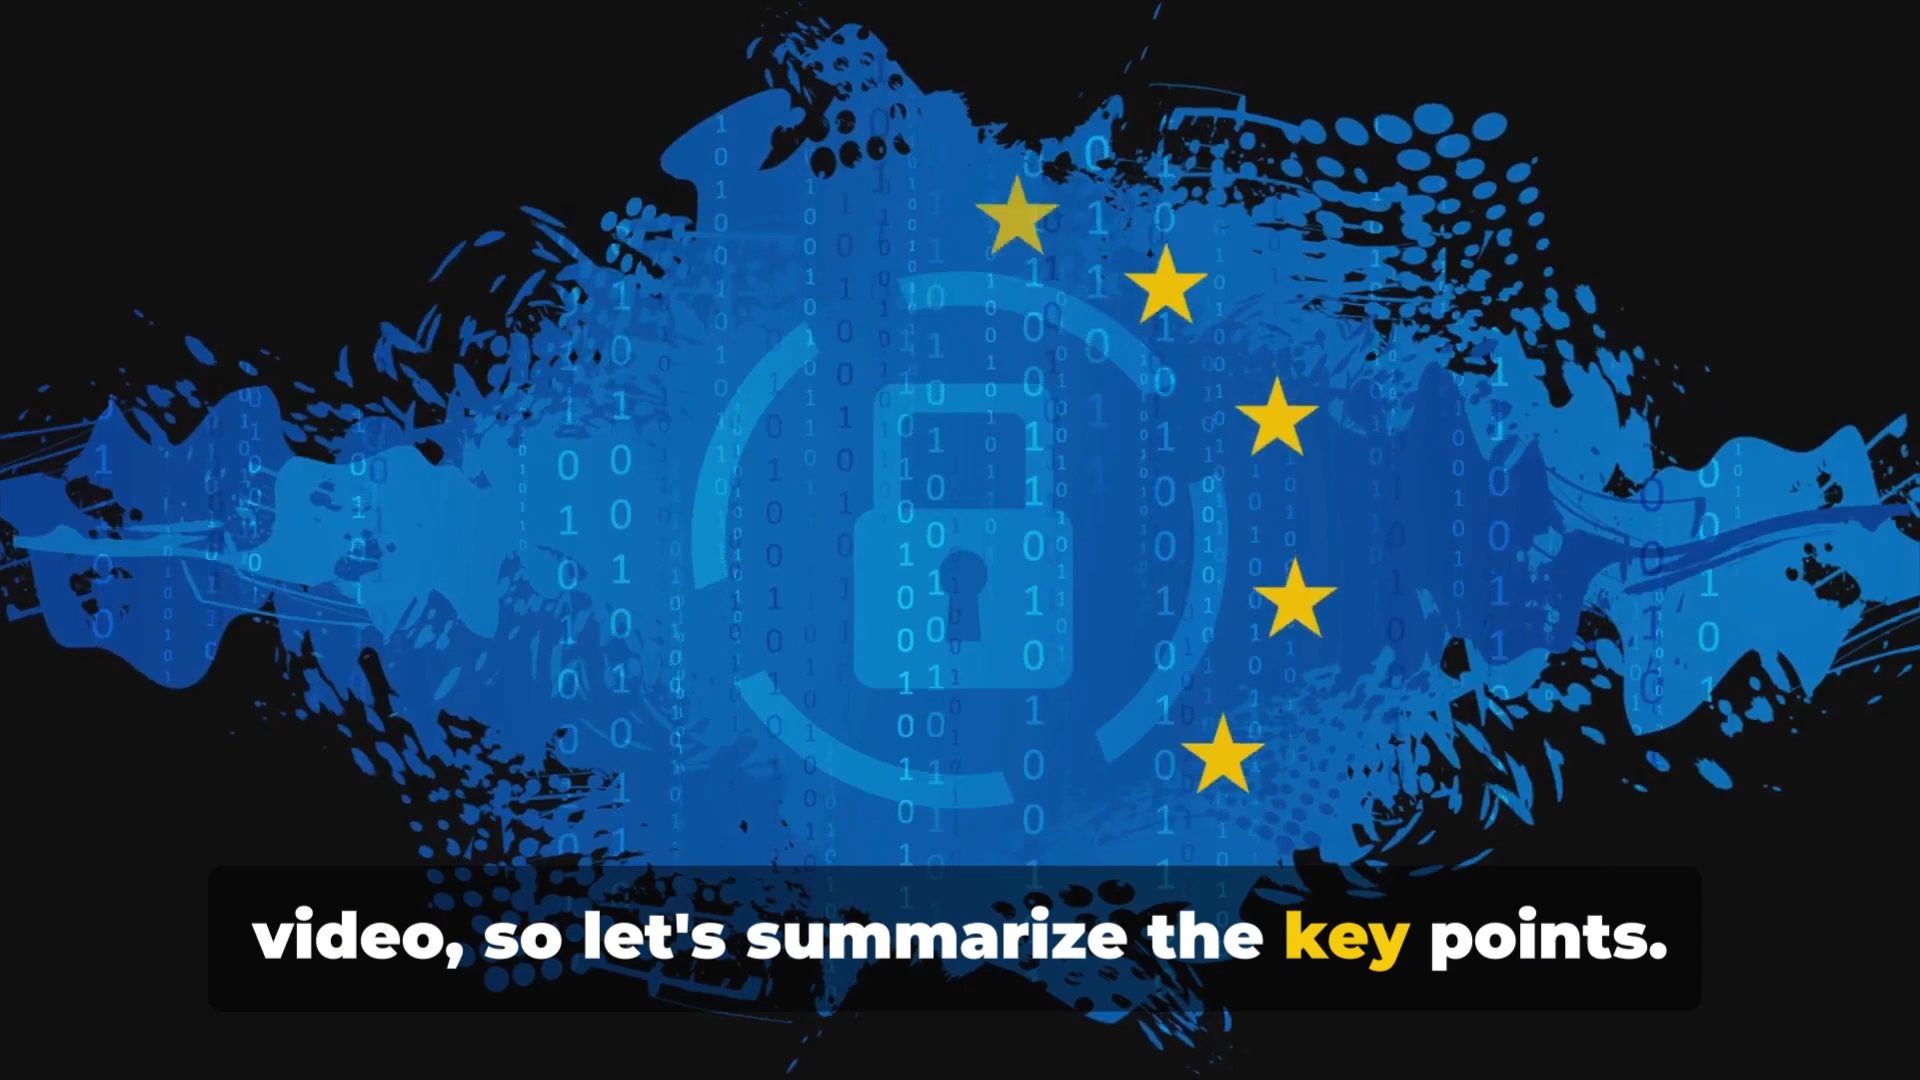 video, so let's summarize the key points.